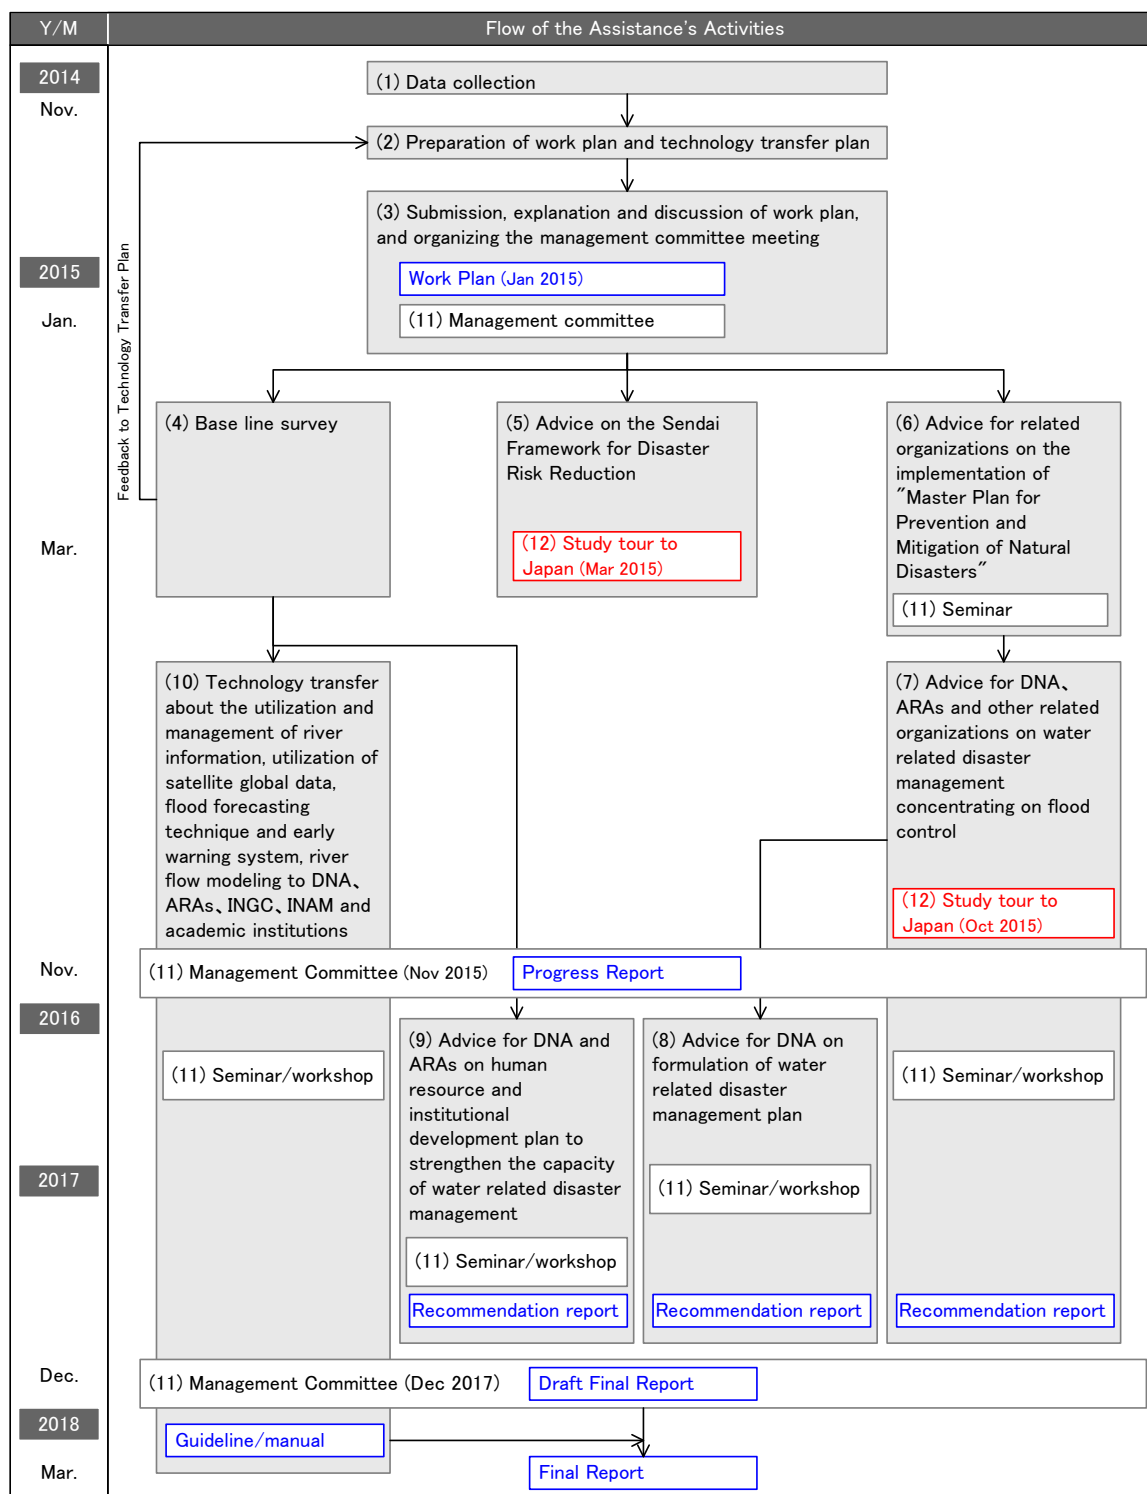 Y/M
Flow of the Assistance's Activities
2014
Nov.
(1) Data collection
(2) Preparation of work plan and technology transfer plan
(3) Submission, explanation and discussion of work plan,
and organizing the management committee meeting
2015
Work Plan (Jan 2015)
Jan.
(11) Management committee
Feedback to Technology Transfer Plan
(4) Base line survey
(5) Advice on the Sendai
Framework for Disaster
Risk Reduction
(12) Study tour to
Japan (Mar 2015)
(6) Advice for related
organizations on the
implementation of
"Master Plan for
Prevention and
Mitigation of Natural
Disasters"
(11) Seminar
Mar.
(10) Technology transfer
about the utilization and
management of river
information, utilization of
satellite global data,
flood forecasting
technique and early
warning system, river
flow modeling to DNA、
ARAs、INGC、INAM and
academic institutions
(7) Advice for DNA、
ARAs and other related
organizations on water
related disaster
management
concentrating on flood
control
(12) Study tour to
Japan (Oct 2015)
Nov.
(11) Management Committee (Nov 2015)
Progress Report
2016
(11) Seminar/workshop
(9) Advice for DNA and
ARAs on human
resource and
institutional
development plan to
strengthen the capacity
of water related disaster
management
(11) Seminar/workshop
Recommendation report
(8) Advice for DNA on
formulation of water
related disaster
management plan
(11) Seminar/workshop
Recommendation report
(11) Seminar/workshop
Recommendation report
2017
Dec.
(11) Management Committee (Dec 2017)
Draft Final Report
2018
Guideline/manual
Mar.
Final Report